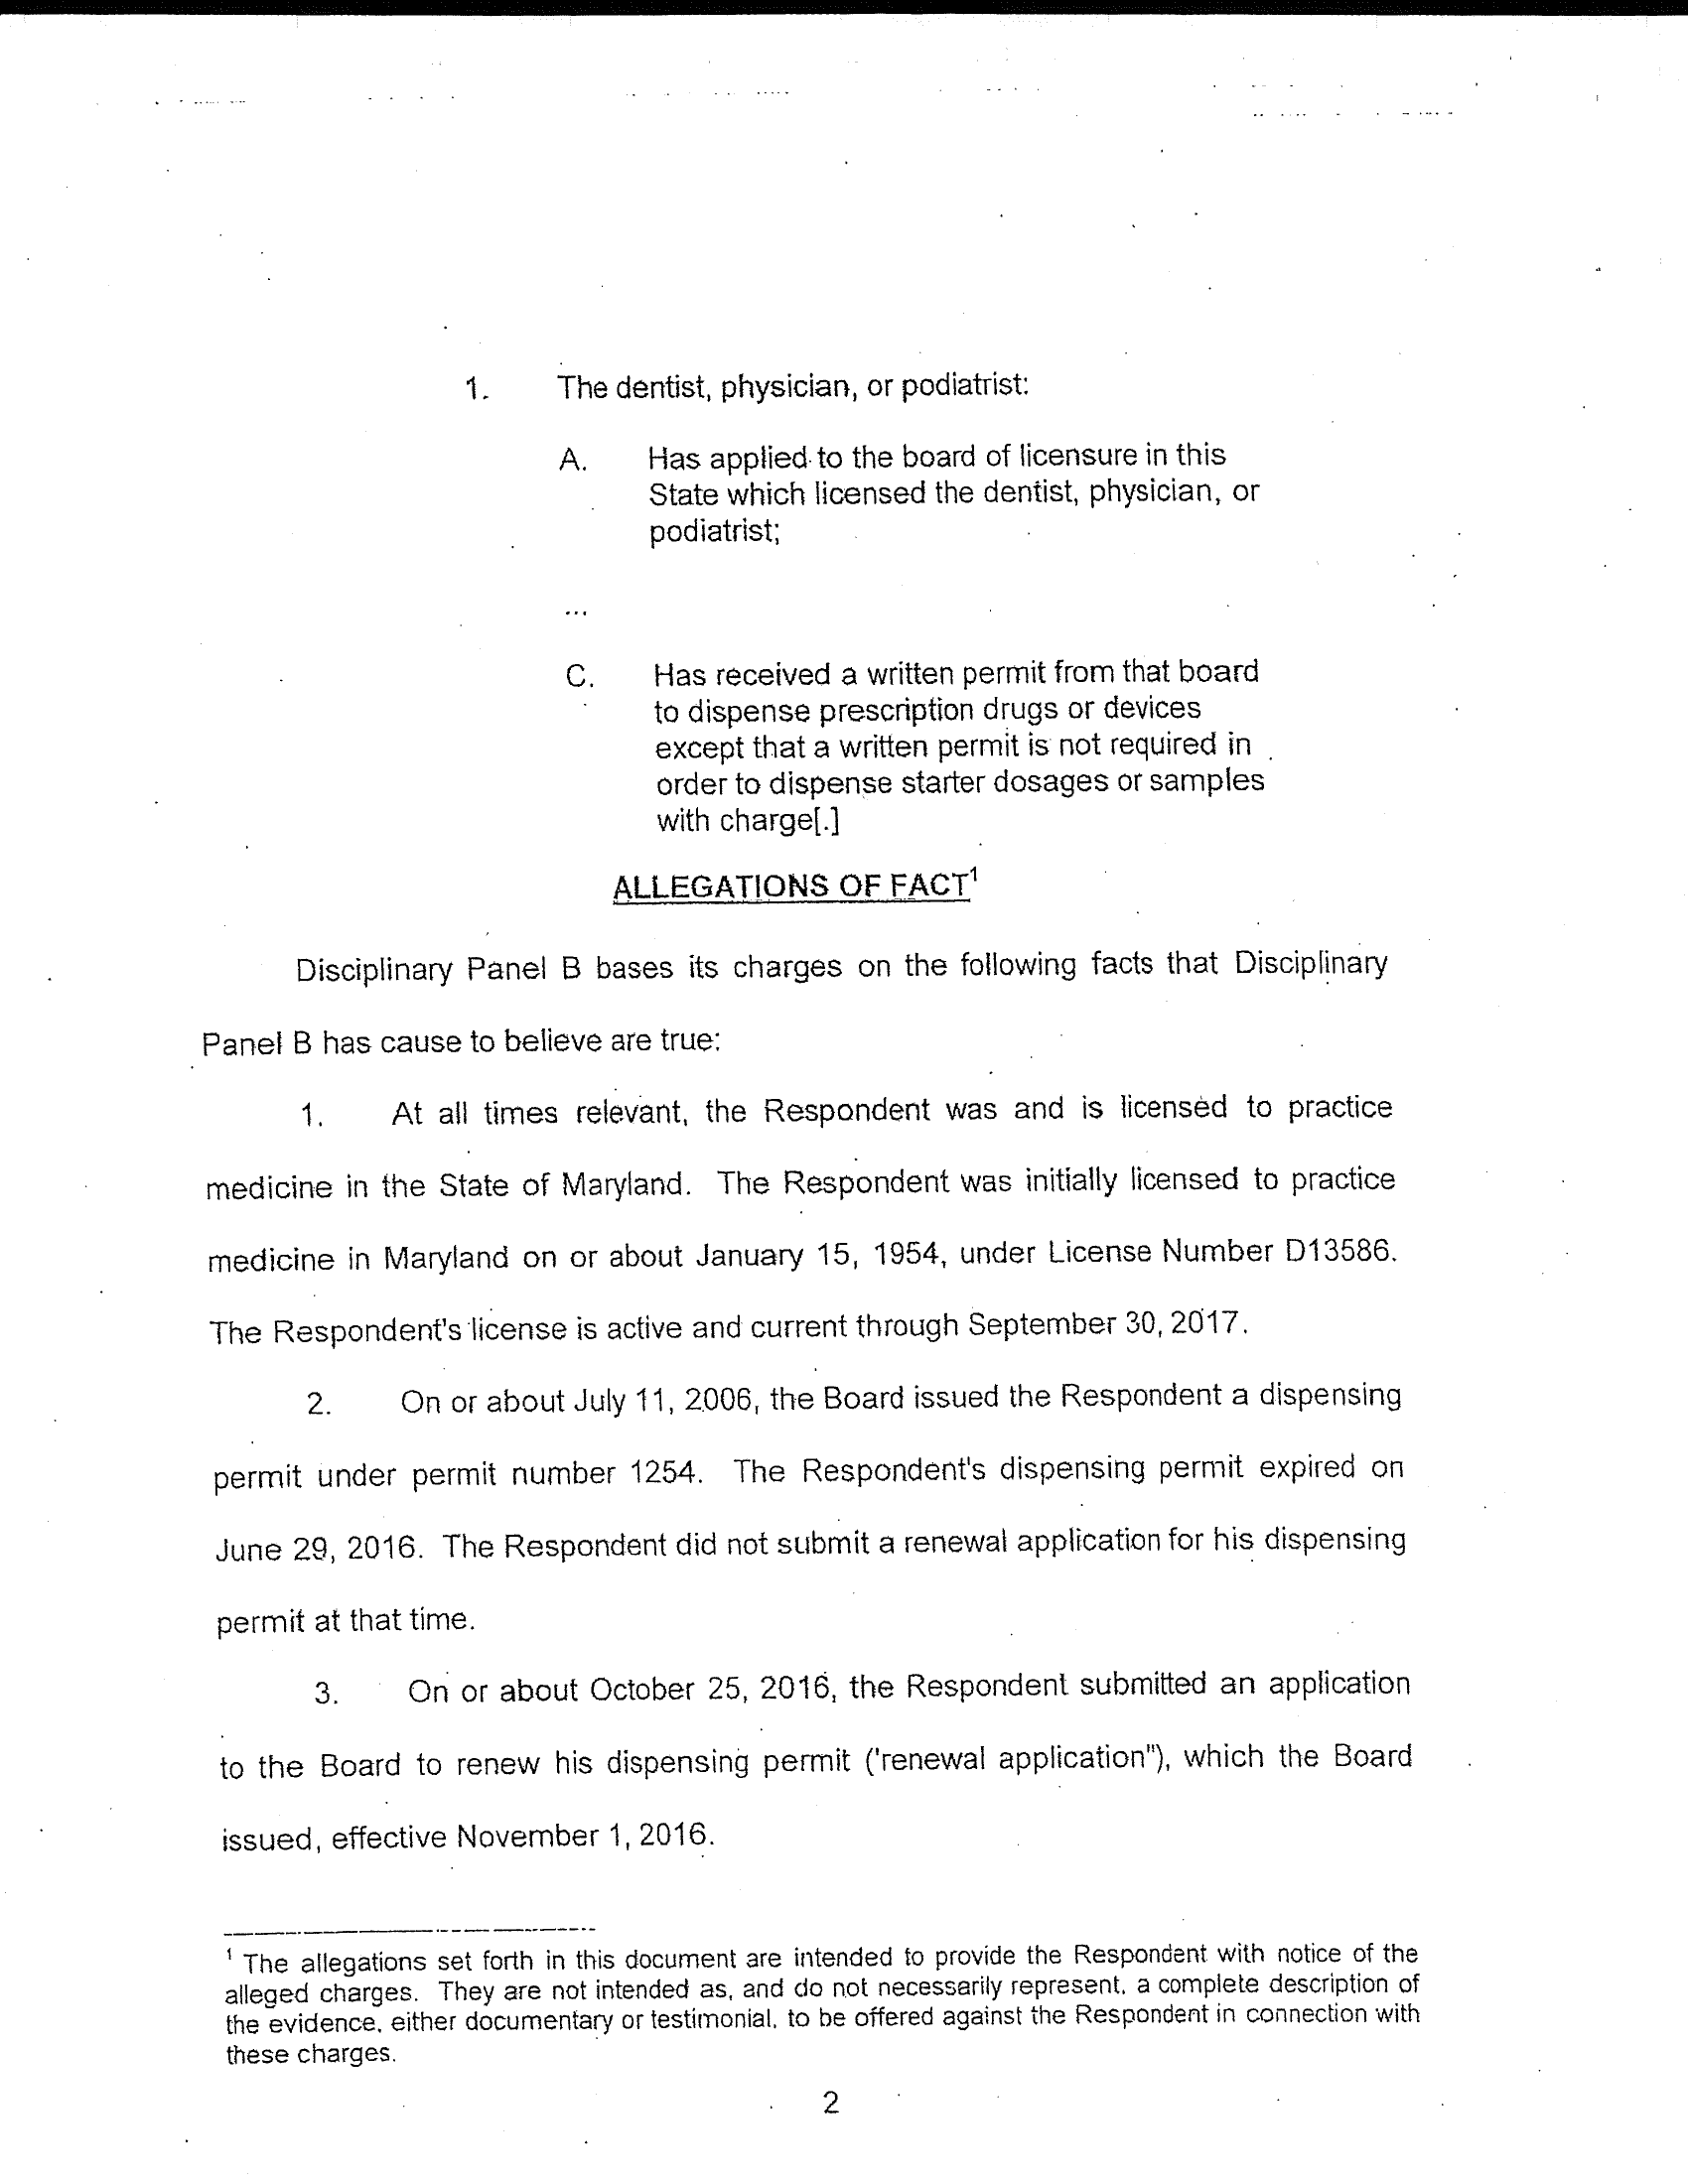 1. The dentist, physician, or podiatrist:
A. Has applied to the board of licensure in this
State which licensed the dentist, physician, or
podiatrist;
...
C. Has received a written permit from that board
to dispense prescription drugs or devices
except that a written permit is not required in
order to dispense starter dosages or samples
with charge[.]
ALLEGATIONS OF FACT1
Disciplinary Panel B bases its charges on the following facts that Disciplinary
Panel B has cause to believe are true:
1. At all times relevant, the Respondent was and is licensed to practice
medicine in the State of Maryland. The Respondent was initially licensed to practice
medicine in Maryland on or about January 15, 1954, under License Number D13586.
The Respondent's license is active and current through September 30, 2017.
2. On or about July 11, 2006, the Board issued the Respondent a dispensing
permit under permit number 1254. The Respondent's dispensing permit expired on
June 29, 2016. The Respondent did not submit a renewal application for his dispensing
permit at that time.
3. On or about October 25, 2016, the Respondent submitted an application
to the Board to renew his dispensing permit ('renewal application"), which the Board
issued, effective November 1, 2016.
1 The allegations set forth in this document are intended to provide the Respondent with notice of the
alleged charges. They are not intended as, and do not necessarily represent, a complete description of
the evidence, either documentary or testimonial, to be offered against the Respondent in connection with
these charges.
2